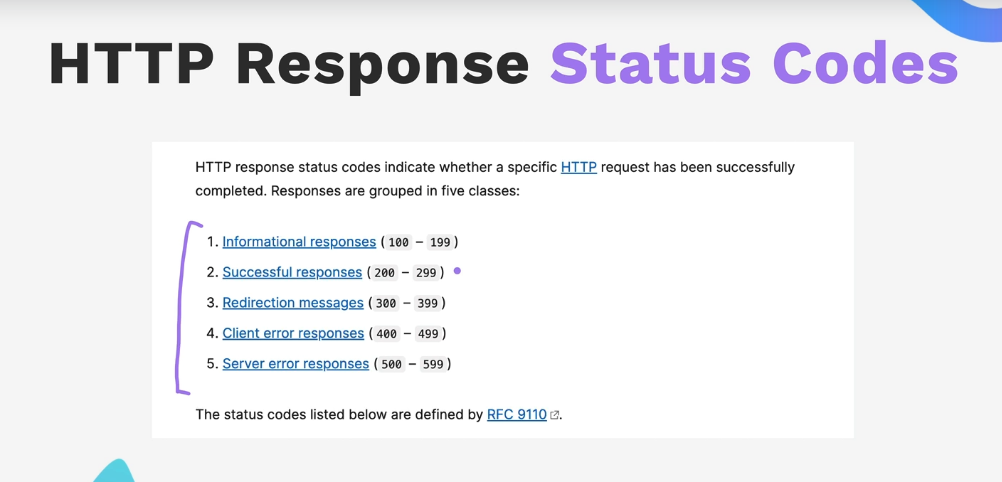 HTTP Response Status Codes
HTTP response status codes indicate whether a specific HTTP request has been successfully
completed. Responses are grouped in five classes:
1. Informational responses (100 – 199)
2. Successful responses (200 – 299)
3. Redirection messages (300 – 399)
4. Client error responses (400 – 499)
5. Server error responses (500 – 599)
The status codes listed below are defined by RFC 9110.